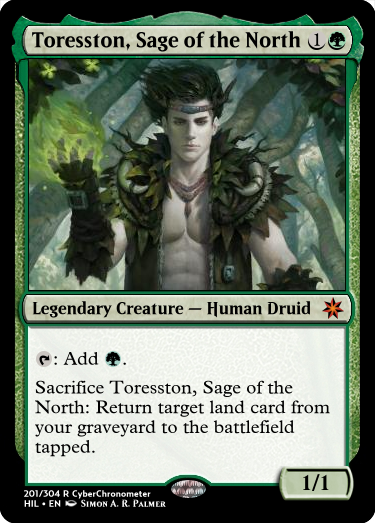 Toresston, Sage of the North 1
Legendary Creature — Human Druid
: Add .
Sacrifice Toresston, Sage of the
North: Return target land card from
your graveyard to the battlefield
tapped.
1/1
201/304 R CyberChronometer
HIL • EN Simon A. R. Palmer